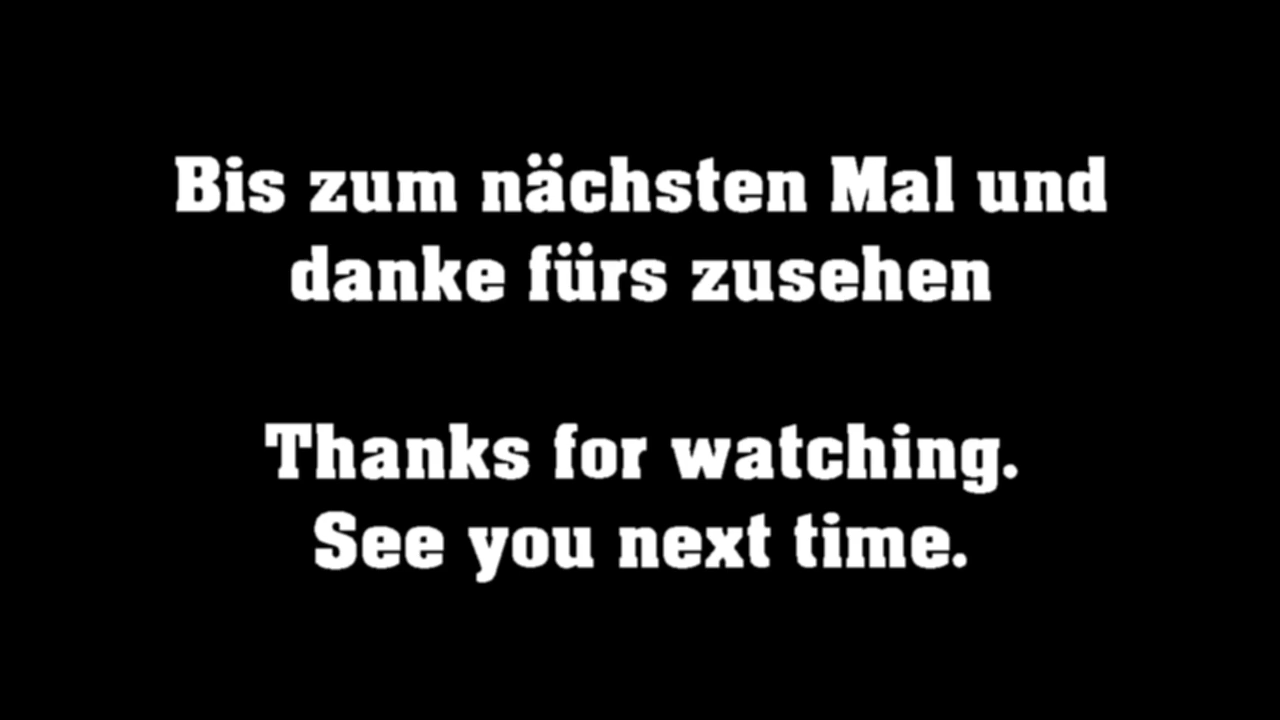 Bis zum nächsten Mal und
danke fürs zusehen
Thanks for watching.
See you next time.